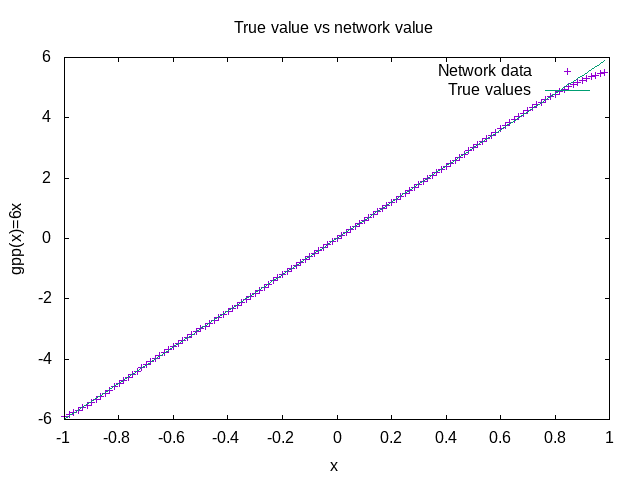 True value vs network value
6
4
2
0
-2
-4
-6
gpp(x)=6x
Network data
True values
-1 -0.8 -0.6 -0.4 -0.2 0 0.2 0.4 0.6 0.8 1
x